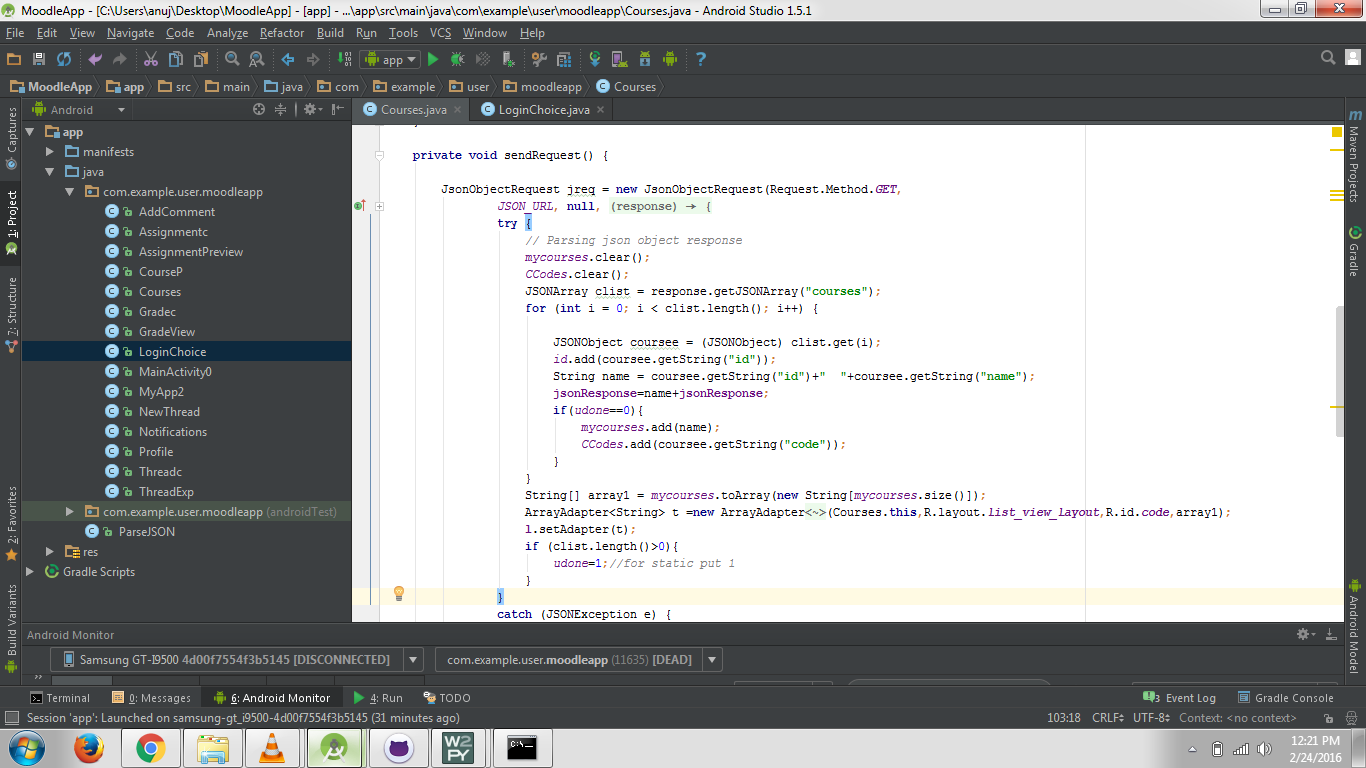 MoodleApp - [C:\Users\anuj\Desktop\MoodleApp] - [app] - ...\app\src\main\java\com\example\user\moodleapp\Courses.java - Android Studio 1.5.1
File Edit View Navigate Code Analyze Refactor Build Run Tools VCS Window Help
app
MoodleApp app src main java com example user moodleapp Courses
Android
Courses.java LoginChoice.java
Captures
1: Project
7: Structure
2: Favorites
Build Variants
app
manifests
java
com.example.user.moodleapp
AddComment
Assignmentc
AssignmentPreview
CourseP
Courses
Gradec
GradeView
LoginChoice
MainActivity0
MyApp2
NewThread
Notifications
Profile
Threadc
ThreadExp
com.example.user.moodleapp (androidTest)
ParseJSON
res
Gradle Scripts
private void sendRequest() {
JsonObjectRequest jreq = new JsonObjectRequest(Request.Method.GET,
JSON_URL, null, (response) → {
try {
// Parsing json object response
mycourses.clear();
CCodes.clear();
JSONArray clist = response.getJSONArray("courses");
for (int i = 0; i < clist.length(); i++) {
JSONObject coursee = (JSONObject) clist.get(i);
id.add(coursee.getString("id"));
String name = coursee.getString("id")+"  "+coursee.getString("name");
jsonResponse=name+jsonResponse;
if(udone==0){
mycourses.add(name);
CCodes.add(coursee.getString("code"));
}
}
String[] array1 = mycourses.toArray(new String[mycourses.size()]);
ArrayAdapter<String> t =new ArrayAdapter<~>(Courses.this,R.layout.list_view_layout,R.id.code,array1);
l.setAdapter(t);
if (clist.length()>0){
udone=1;//for static put 1
}
}
catch (JSONException e) {
m Maven Projects
Gradle
Android Model
Android Monitor
Samsung GT-I9500 4d00f7554f3b5145 [DISCONNECTED] com.example.user.moodleapp (11635) [DEAD]
Terminal 0: Messages 6: Android Monitor 4: Run TODO 3 Event Log Gradle Console
Session 'app': Launched on samsung-gt_i9500-4d00f7554f3b5145 (31 minutes ago) 103:18 CRLF UTF-8 Context: <no context>
W2PY
C:\
12:21 PM
2/24/2016